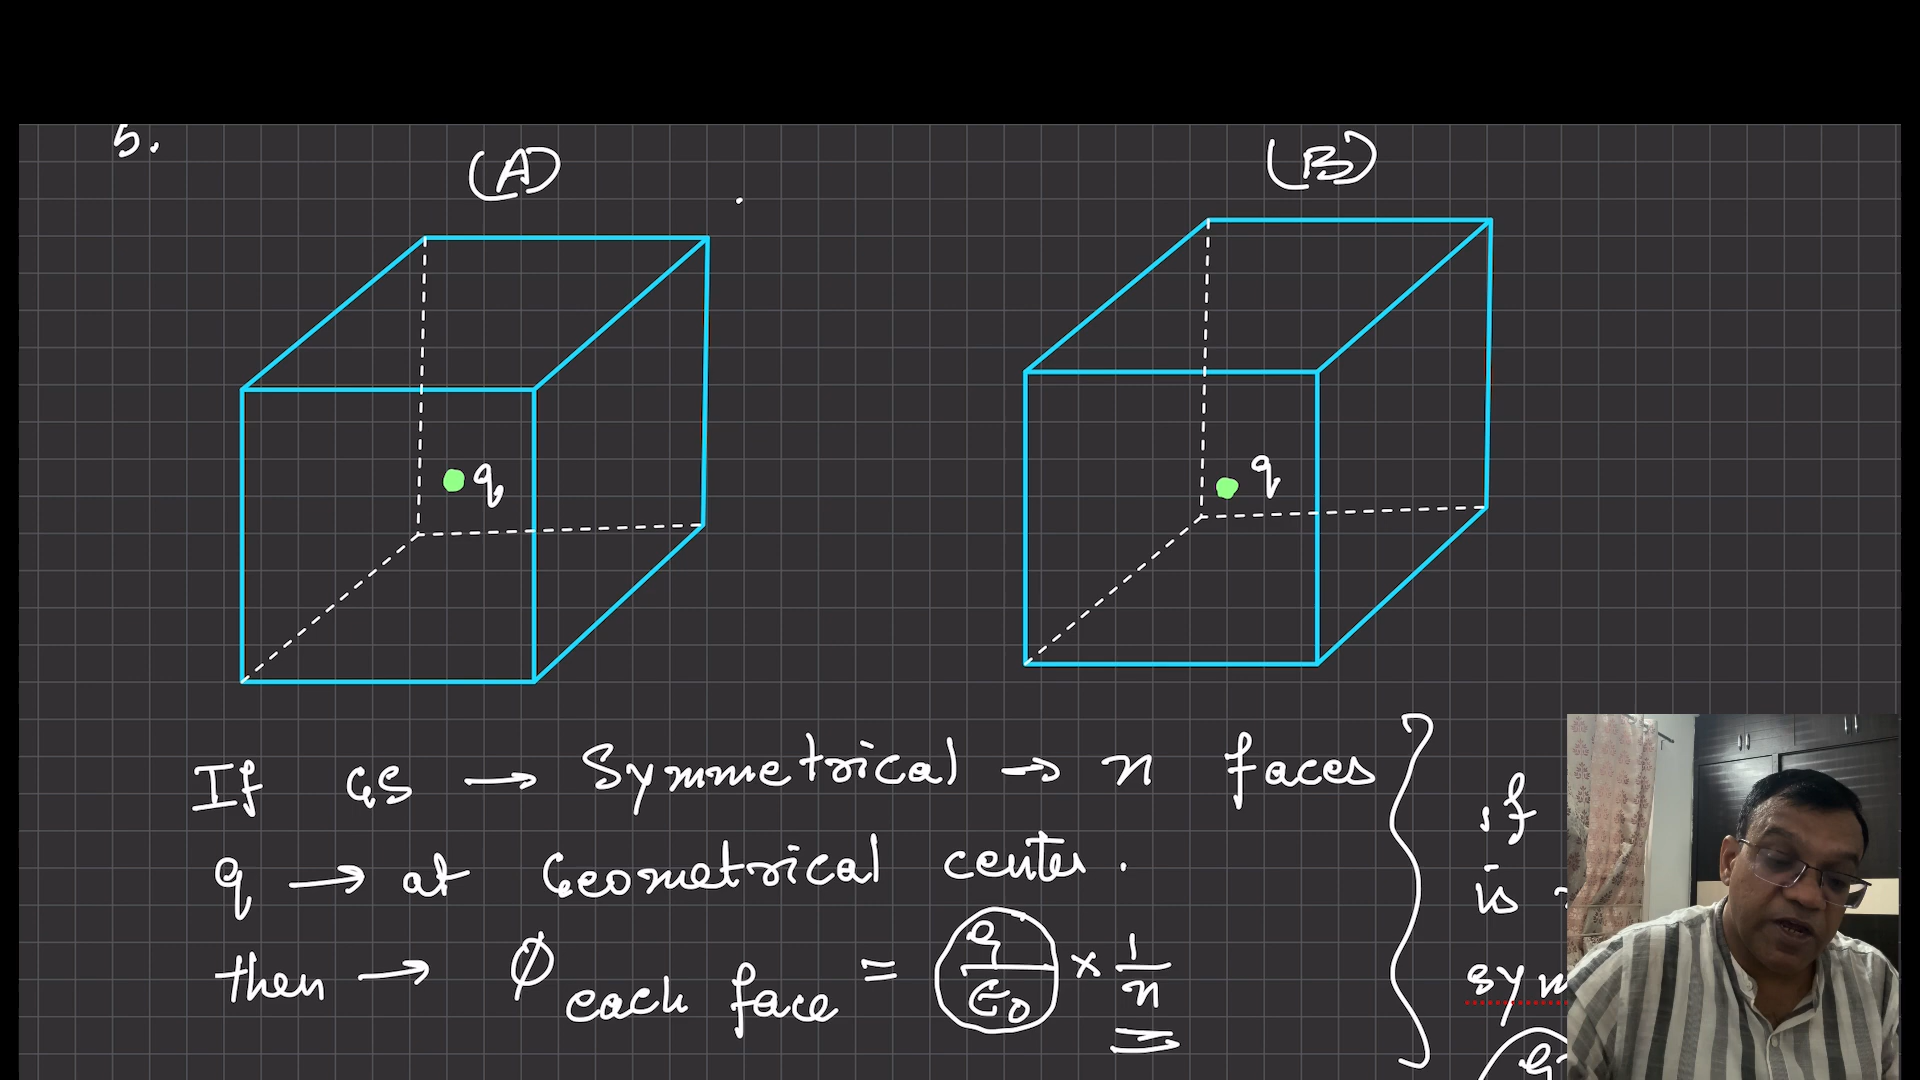 5.
(A)
(B)
q
q
If GS → Symmetrical → n faces
q → at Geometrical center.
then → Ø each face = q/ϵ0 × 1/n
if
is
sym
q